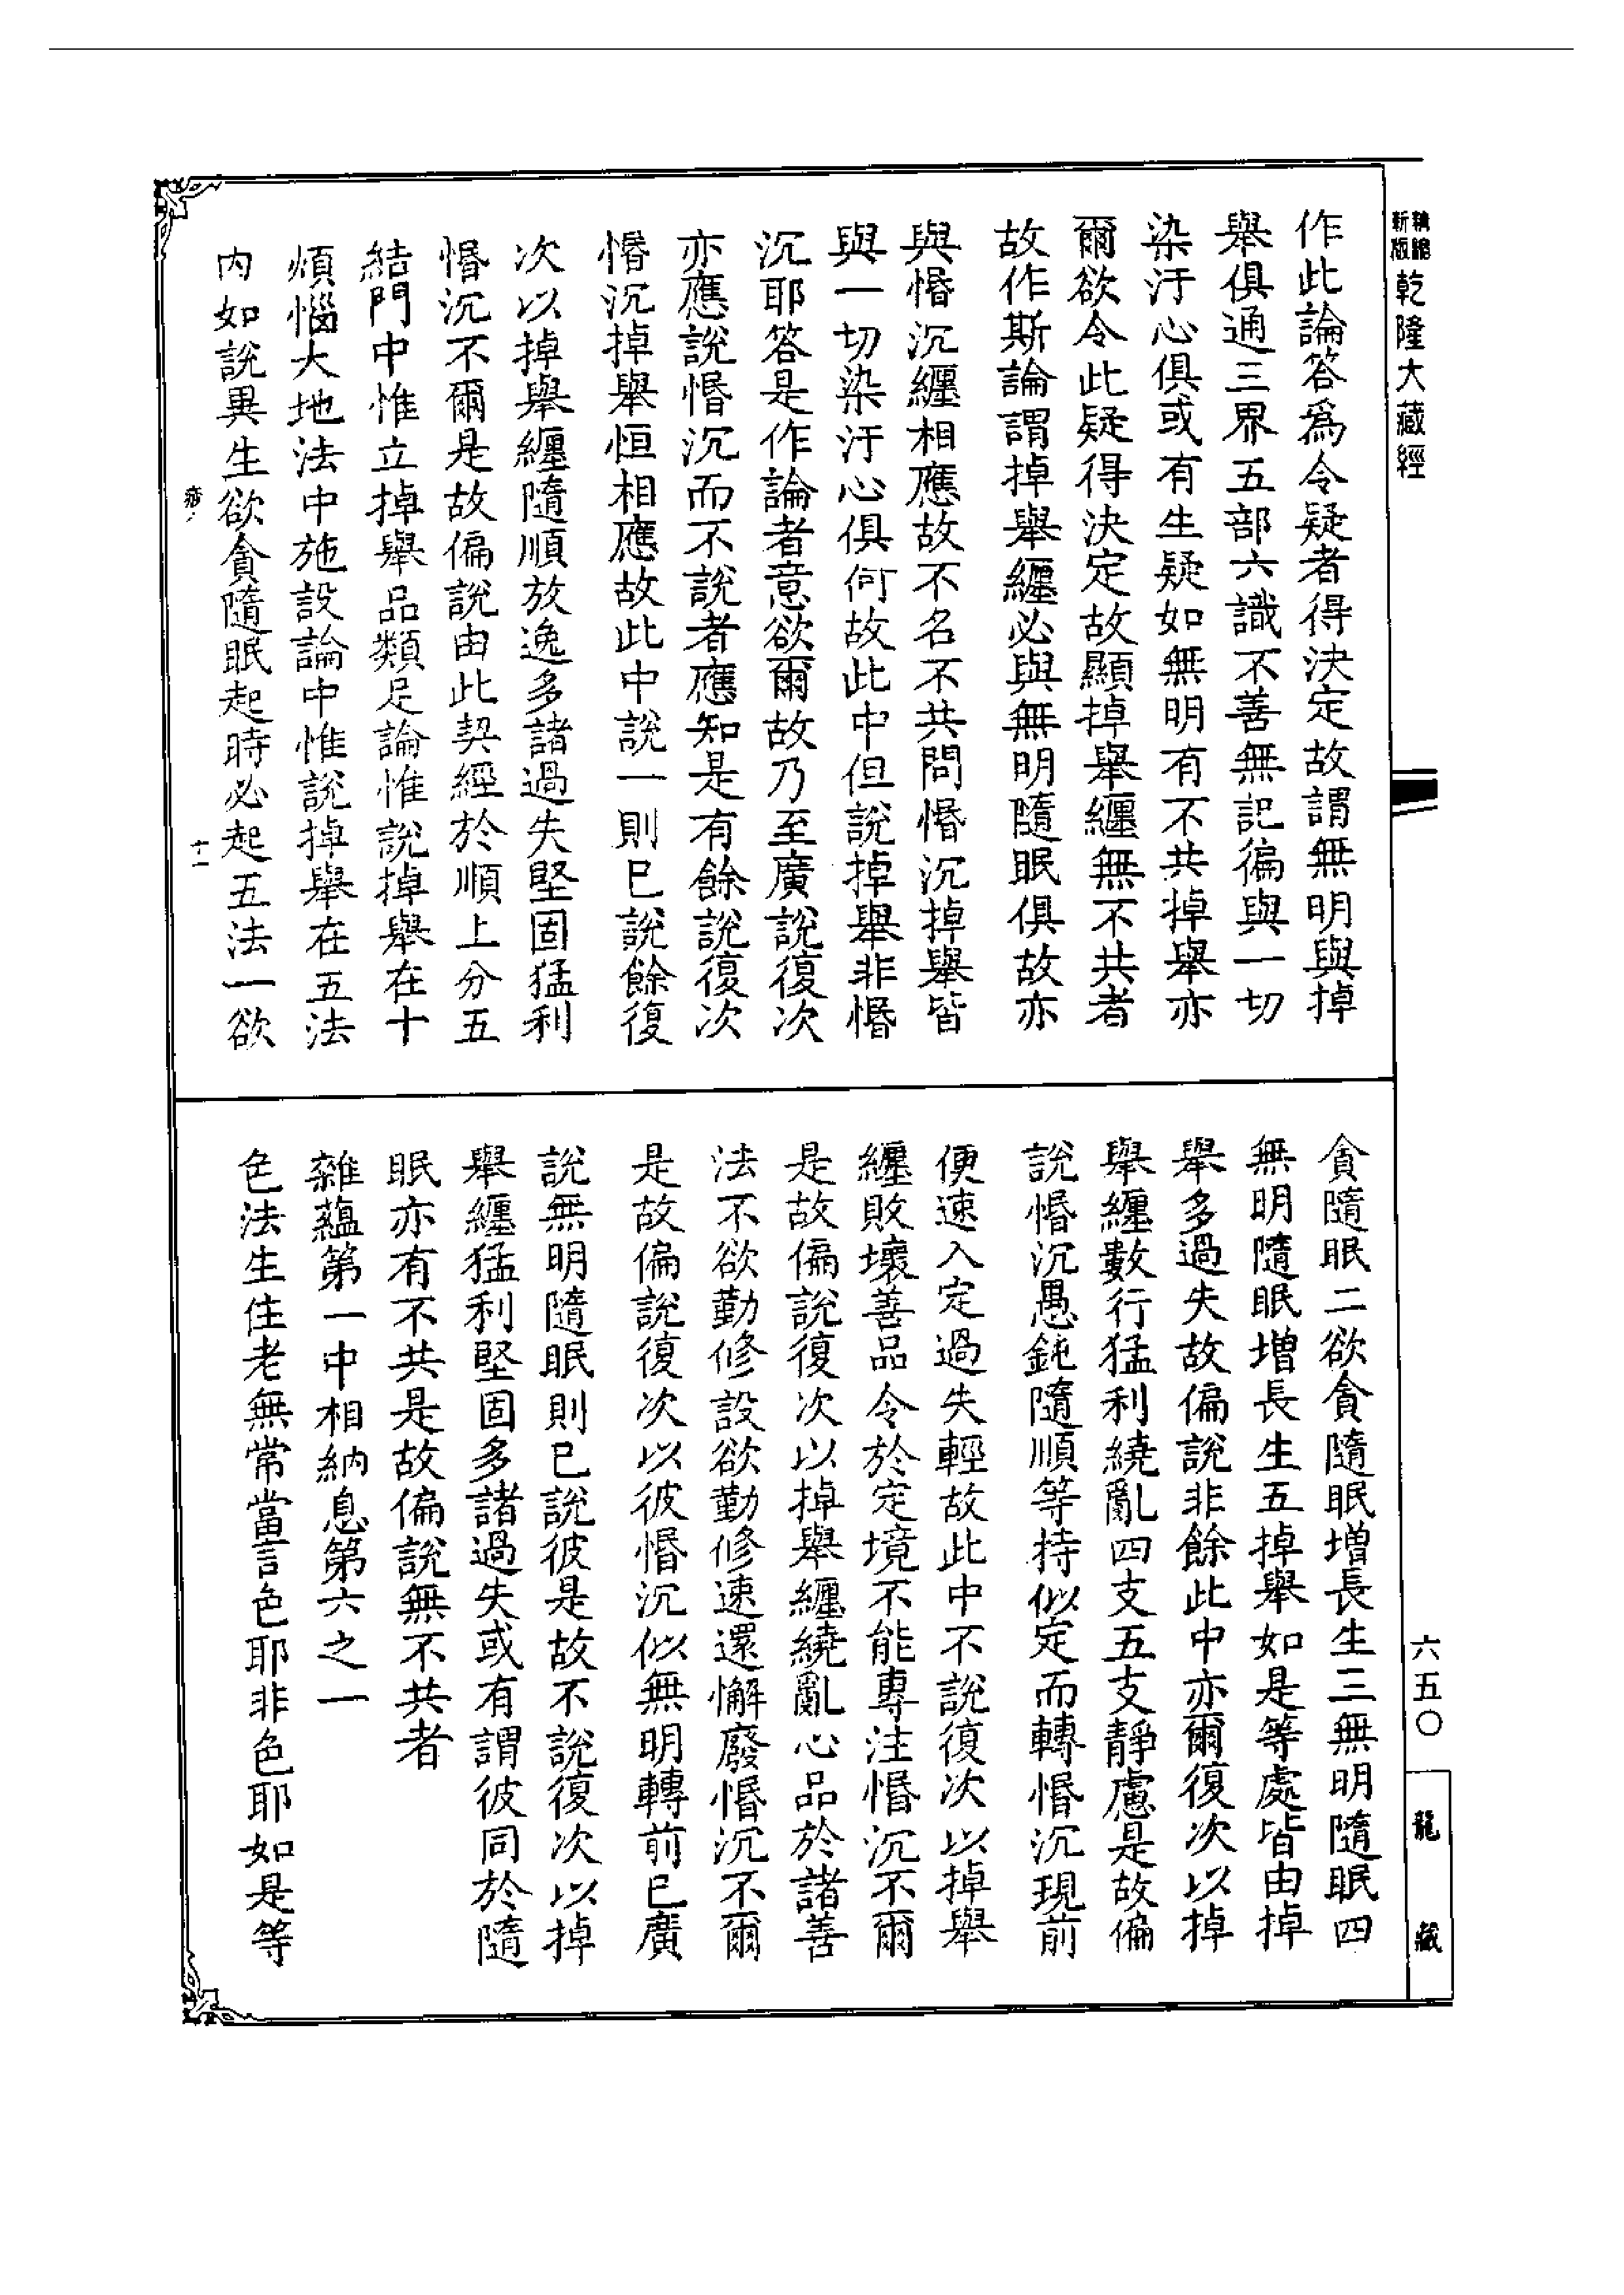 新版
乾隆大藏經
作此論答為令疑者得決定故謂無明與掉
舉俱通三界五部六識不善無記徧與一切
染汙心俱或有生疑如無明有不共掉舉亦
爾欲令此疑得決定故顯掉舉纏無不共者
故作斯論謂掉舉纏必與無明隨眠俱故亦
與惛沉纏相應故不名不共問惛沉掉舉皆
與一切染汙心俱何故此中但說掉舉非惛
沉耶答是作論者意欲爾故乃至廣說復次
亦應說惛沉而不說者應知是有餘說復次
惛沉掉舉恒相應故此中說一則已說餘復
次以掉舉纏隨順放逸多諸過失堅固猛利
惛沉不爾是故偏說由此契經於順上分五
結門中惟立掉舉品類足論惟說掉舉在十
煩惱大地法中施設論中惟說掉舉在五法
內如說異生欲貪隨眠起時必起五法一欲
十一
貪隨眠二欲貪隨眠增長生三無明隨眠四
無明隨眠增長生五掉舉如是等處皆由掉
舉多過失故偏說非餘此中亦爾復次以掉
舉纏數行猛利繞亂四支五支靜慮是故偏
說惛沉愚鈍隨順等持似定而轉惛沉現前
便速入定過失輕故此中不說復次以掉舉
纏敗壞善品令於定境不能專注惛沉不爾
是故偏說復次以掉舉纏繞亂心品於諸善
法不欲勤修設欲勤修速還懈廢惛沉不爾
是故偏說復次以彼惛沉似無明轉前已廣
說無明隨眠則已說彼是故不說復次以掉
舉纏猛利堅固多諸過失或有謂彼同於隨
眠亦有不共是故偏說無不共者
雜蘊第一中相納息第六之一
色法生住老無常當言色耶非色耶如是等
六五〇
龍藏